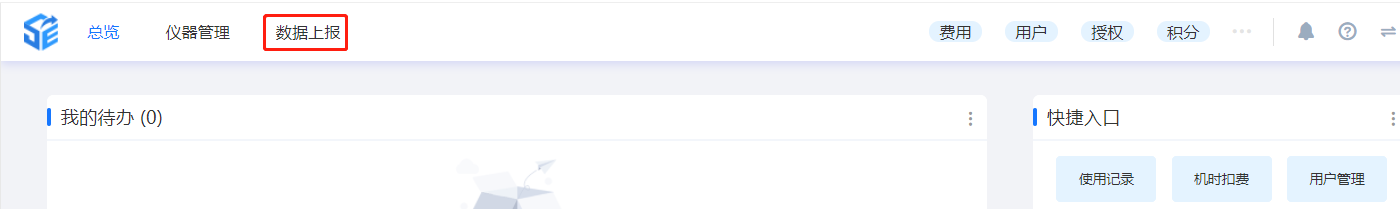 总览 仪器管理 数据上报 费用 用户 授权 积分
我的待办 (0) 快捷入口
使用记录 机时扣费 用户管理